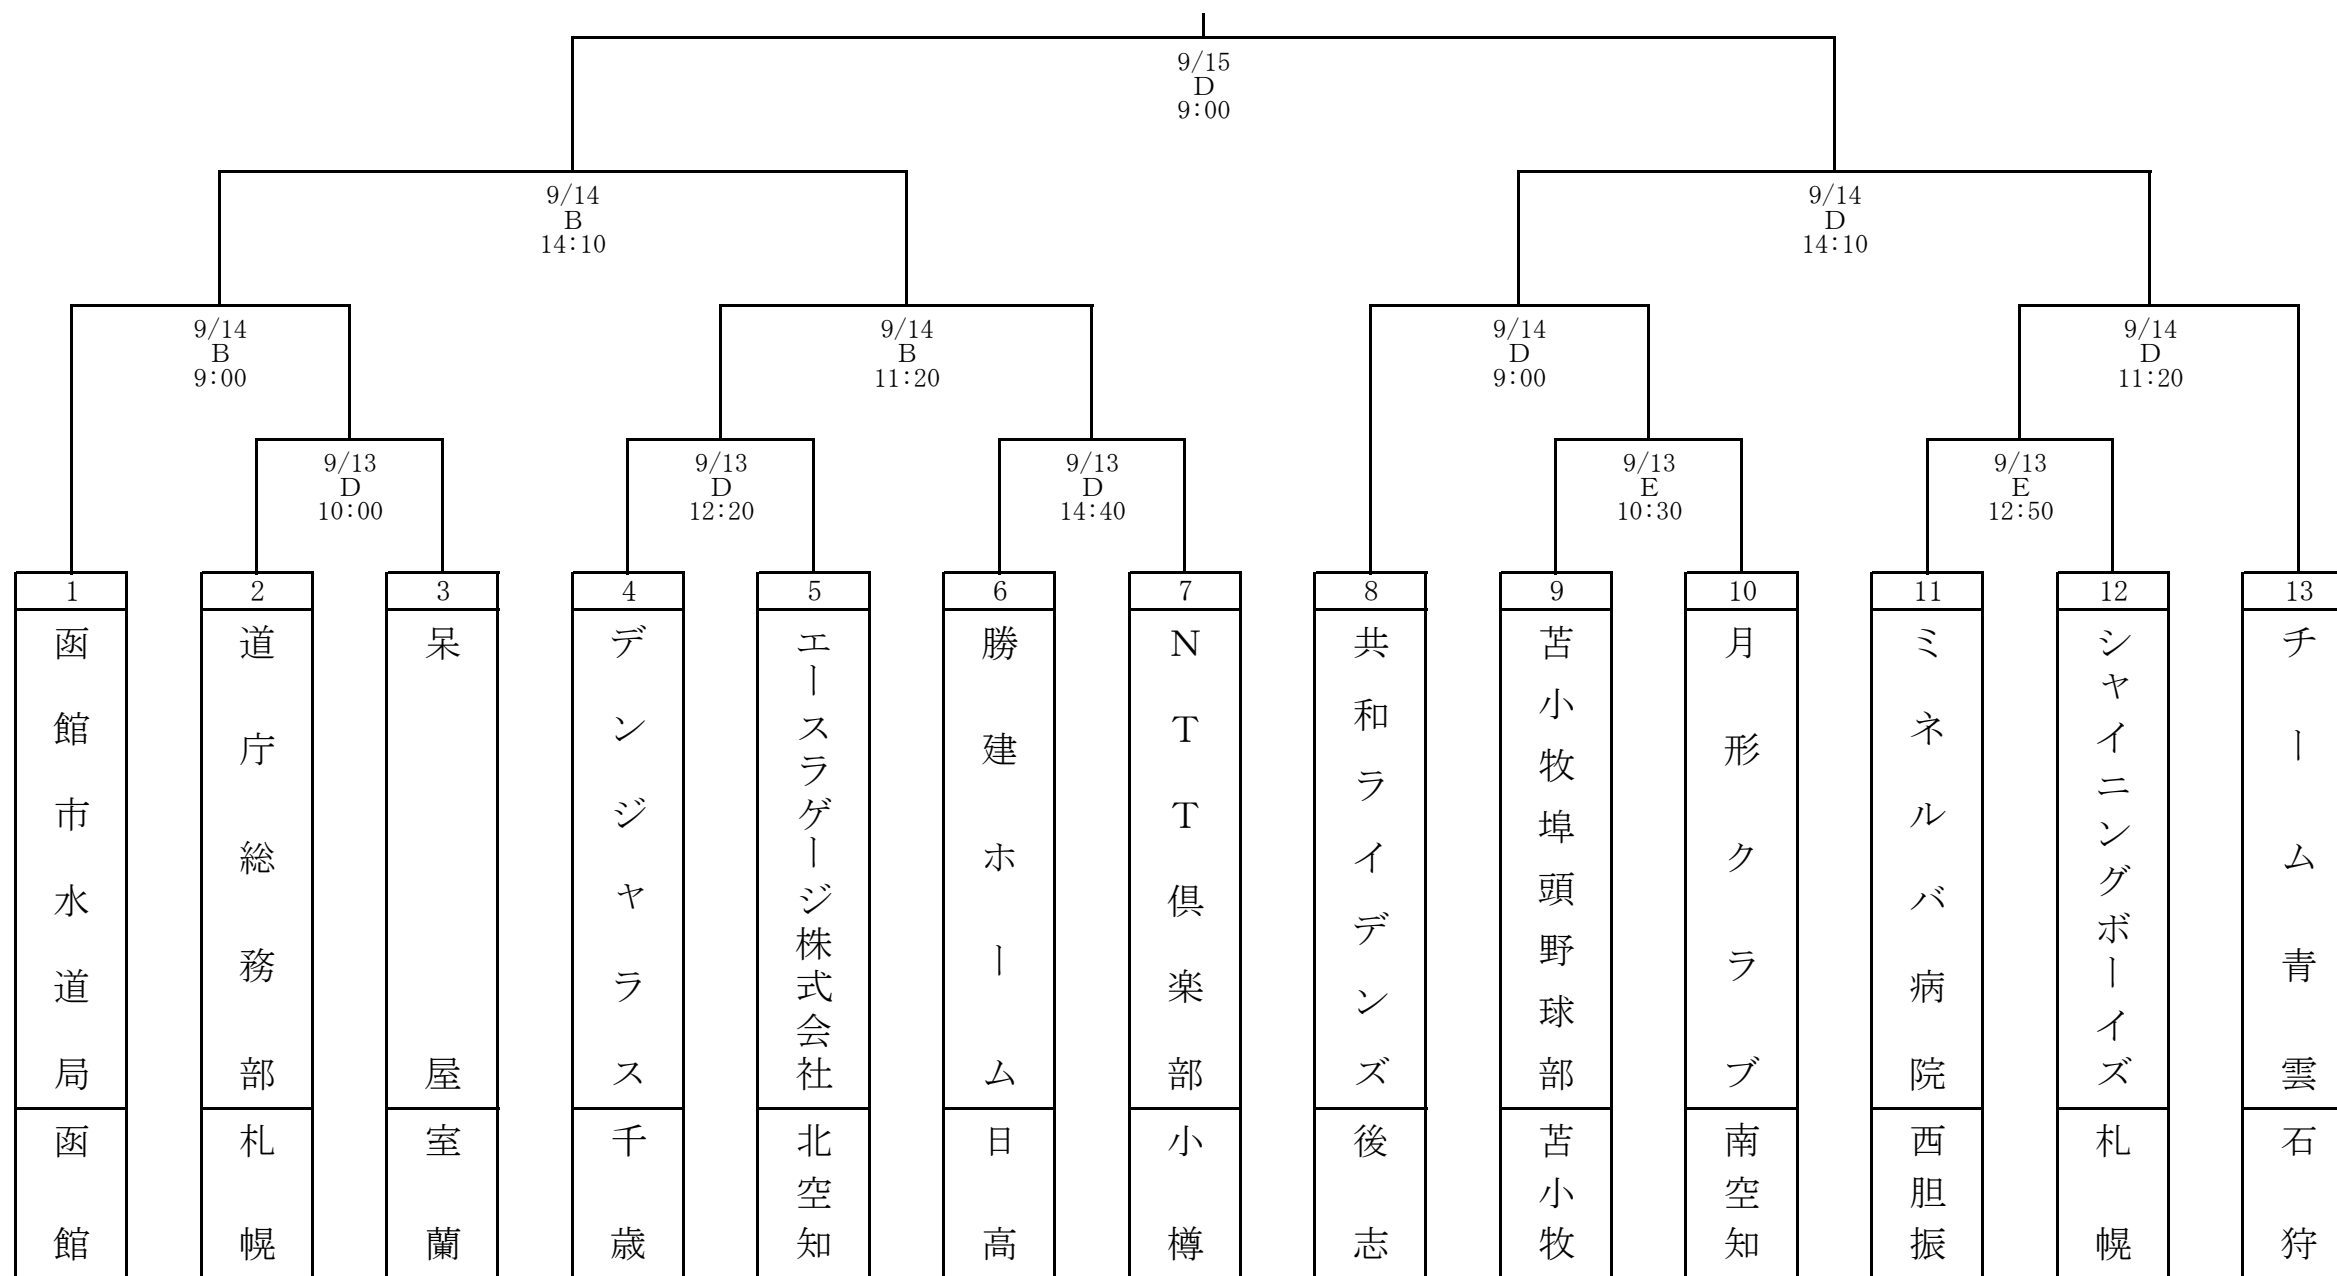 9/15
D
9:00
9/14
B
14:10
9/14
D
14:10
9/14
B
9:00
9/14
B
11:20
9/14
D
9:00
9/14
D
11:20
9/13
D
10:00
9/13
D
12:20
9/13
D
14:40
9/13
E
10:30
9/13
E
12:50
1
函館市水道局
函館
2
道庁総務部
札幌
3
呆屋
室蘭
4
デンジャラス
千歳
5
エースラゲージ株式会社
北空知
6
勝建ホーム
日高
7
NTT倶楽部
小樽
8
共和ライデンズ
後志
9
苫小牧埠頭野球部
苫小牧
10
月形クラブ
南空知
11
ミネルバ病院
西胆振
12
シャイニングボーイズ
札幌
13
チーム青雲
石狩